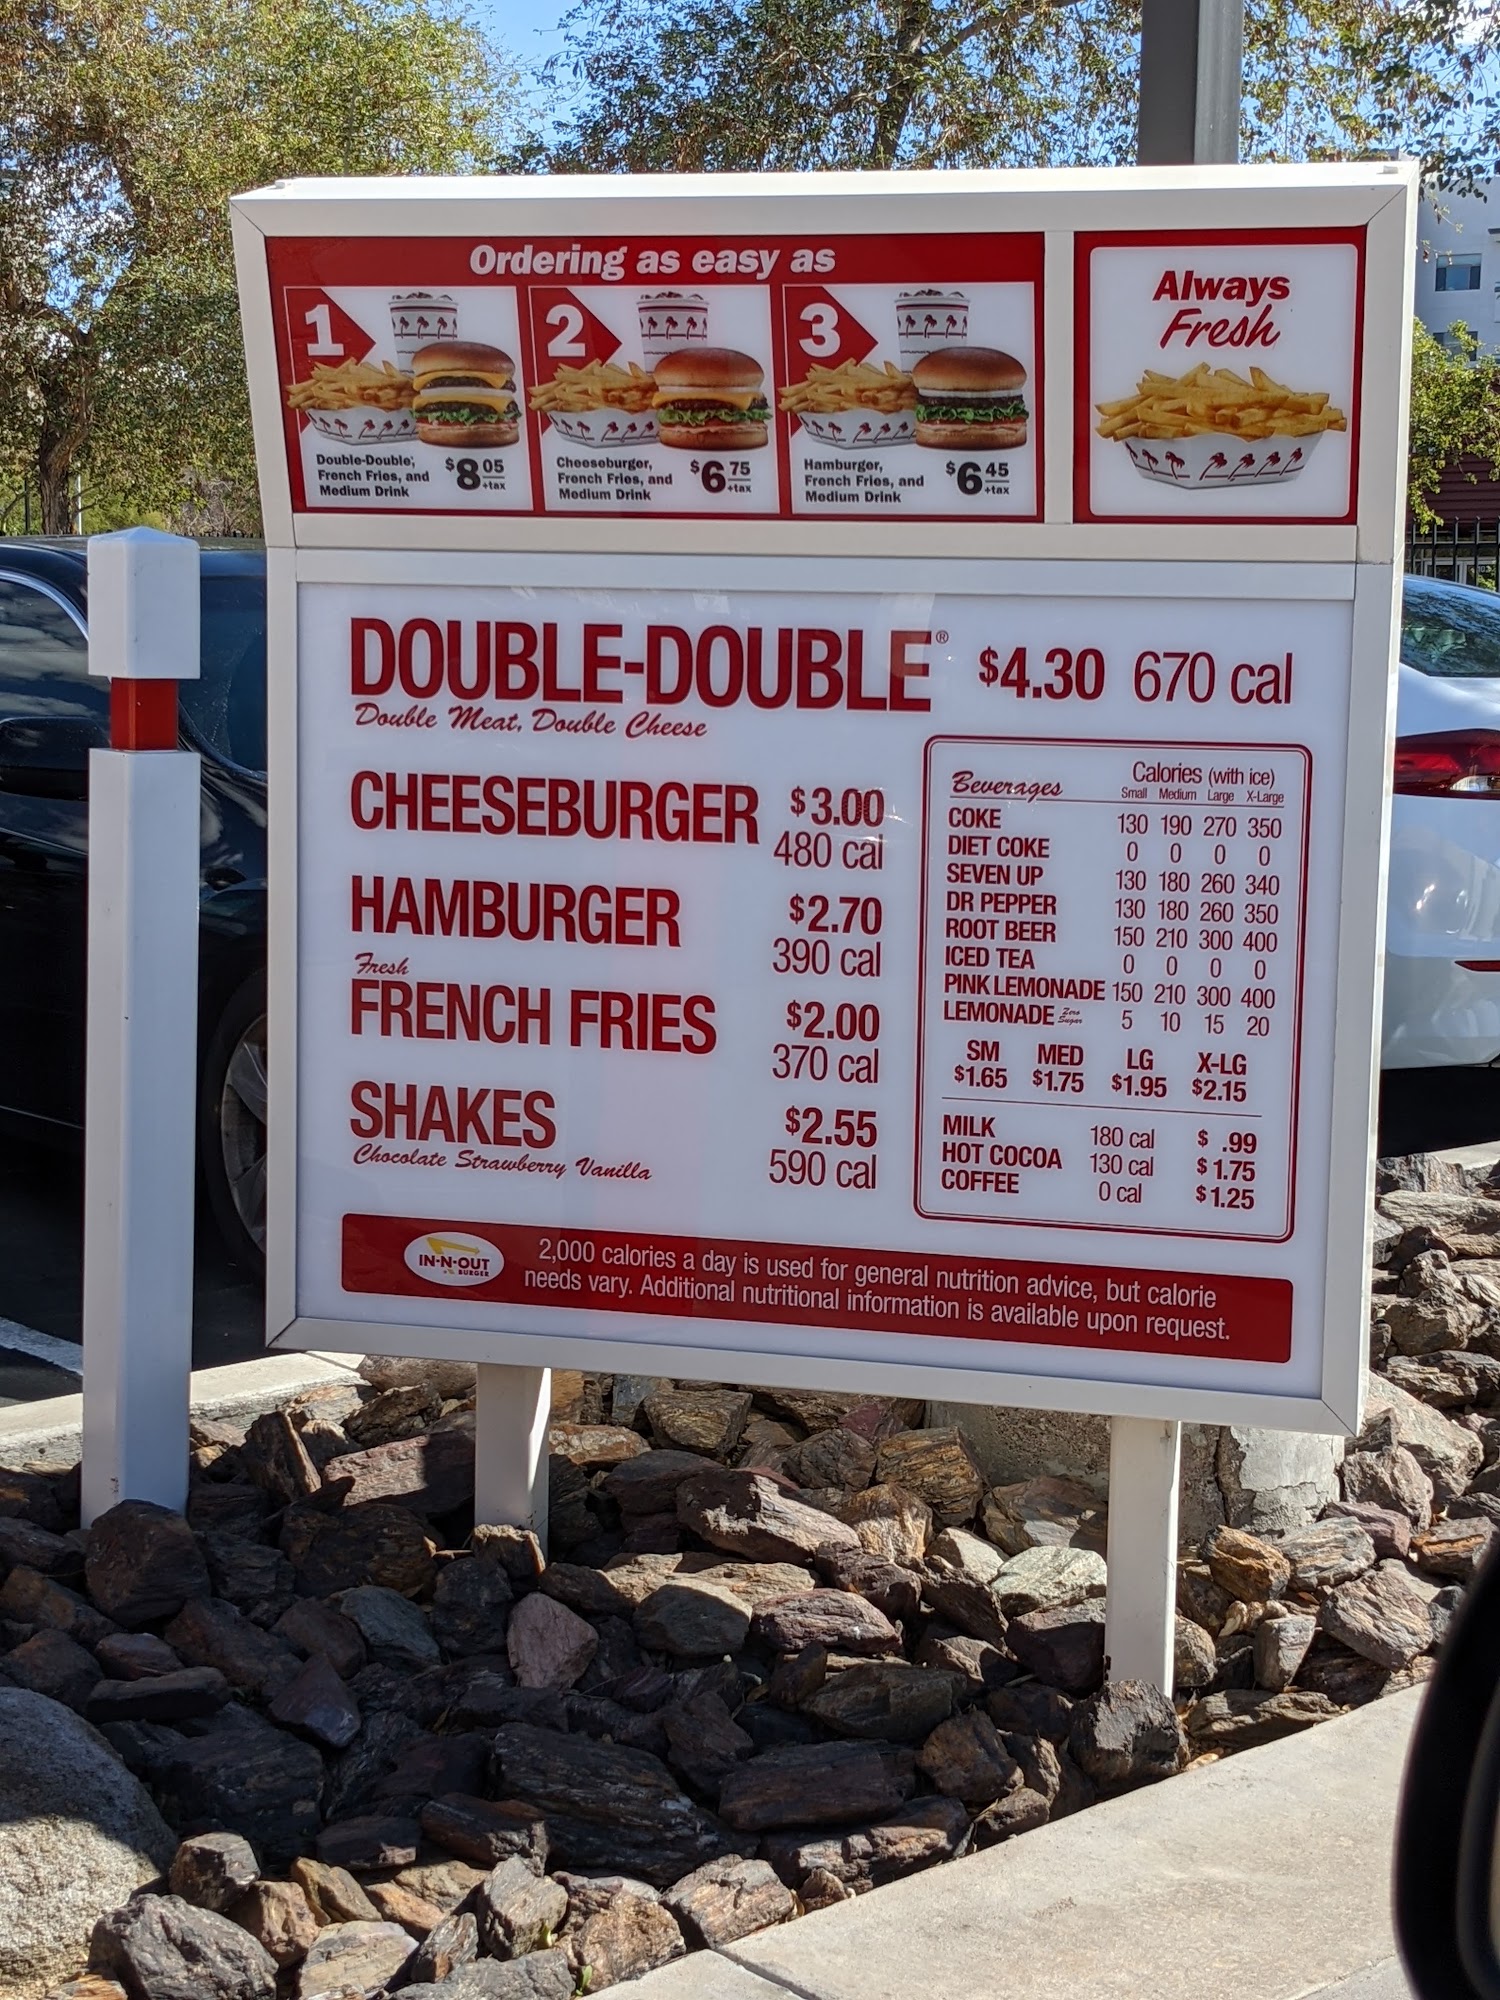 Ordering as easy as
1
Double-Double,
French Fries, and
Medium Drink
$8 05
+tax
2
Cheeseburger,
French Fries, and
Medium Drink
$6 75
+tax
3
Hamburger,
French Fries, and
Medium Drink
$6 45
+tax
Always
Fresh
DOUBLE-DOUBLE® $4.30 670 cal
Double Meat, Double Cheese
CHEESEBURGER $3.00
480 cal
HAMBURGER $2.70
390 cal
Fresh
FRENCH FRIES $2.00
370 cal
SHAKES $2.55
Chocolate Strawberry Vanilla 590 cal
Beverages Calories (with ice)
Small Medium Large X-Large
COKE 130 190 270 350
DIET COKE 0 0 0 0
SEVEN UP 130 180 260 340
DR PEPPER 130 180 260 350
ROOT BEER 150 210 300 400
ICED TEA 0 0 0 0
PINK LEMONADE 150 210 300 400
LEMONADE Zero Sugar 5 10 15 20
SM MED LG X-LG
$1.65 $1.75 $1.95 $2.15
MILK 180 cal $ .99
HOT COCOA 130 cal $1.75
COFFEE 0 cal $1.25
IN-N-OUT
BURGER
2,000 calories a day is used for general nutrition advice, but calorie
needs vary. Additional nutritional information is available upon request.